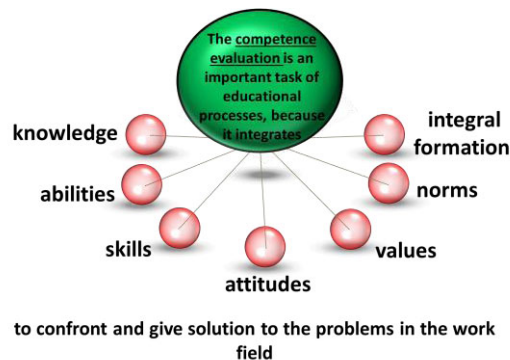 The competence
evaluation is an
important task of
educational
processes, because
it integrates
knowledge
abilities
skills
attitudes
values
norms
integral
formation
to confront and give solution to the problems in the work
field